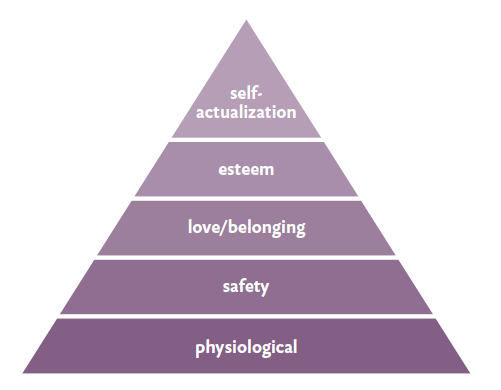 self-
actualization
esteem
love/belonging
safety
physiological